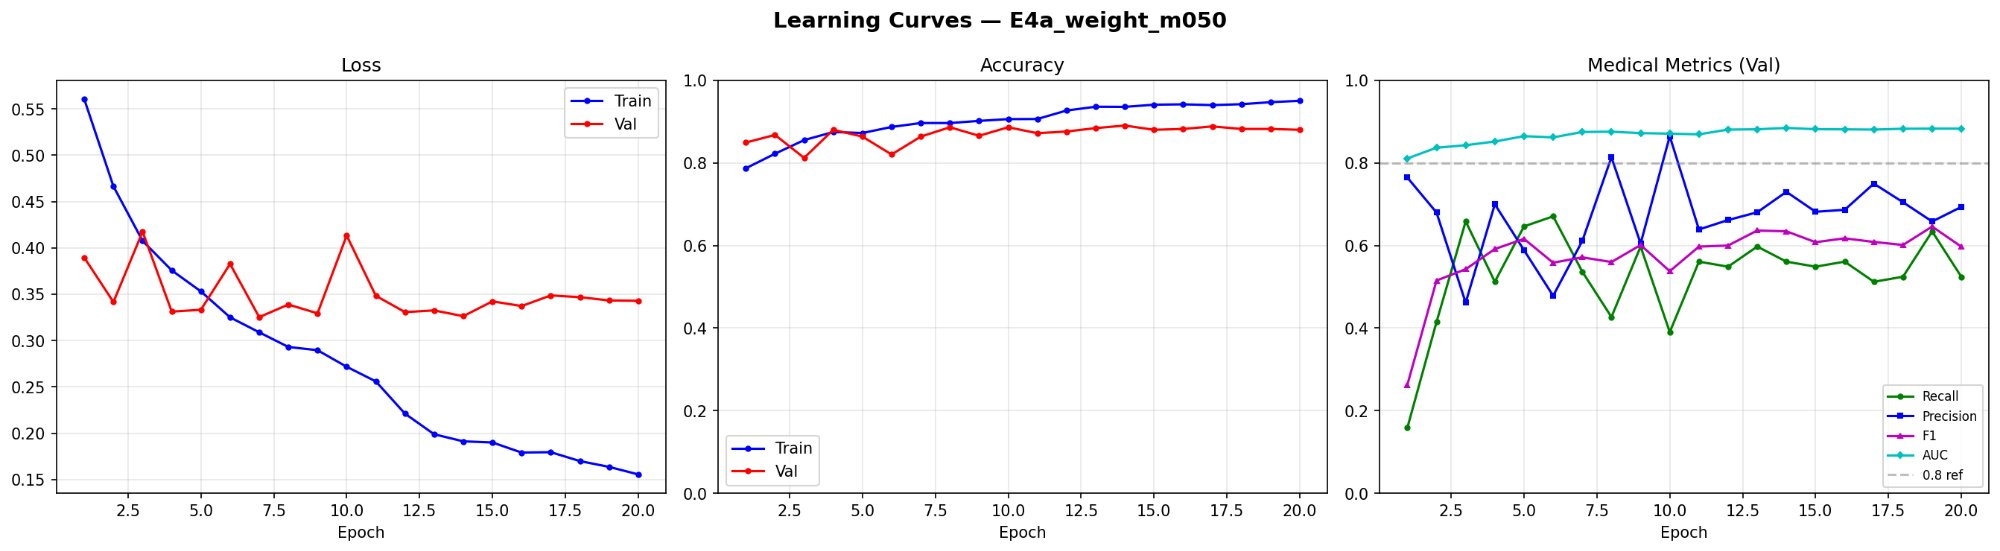 Learning Curves — E4a_weight_m050
Loss
0.55
0.50
0.45
0.40
0.35
0.30
0.25
0.20
0.15
2.5 5.0 7.5 10.0 12.5 15.0 17.5 20.0
Epoch
Train
Val
Accuracy
1.0
0.8
0.6
0.4
0.2
0.0
2.5 5.0 7.5 10.0 12.5 15.0 17.5 20.0
Epoch
Train
Val
Medical Metrics (Val)
1.0
0.8
0.6
0.4
0.2
0.0
2.5 5.0 7.5 10.0 12.5 15.0 17.5 20.0
Epoch
Recall
Precision
F1
AUC
0.8 ref